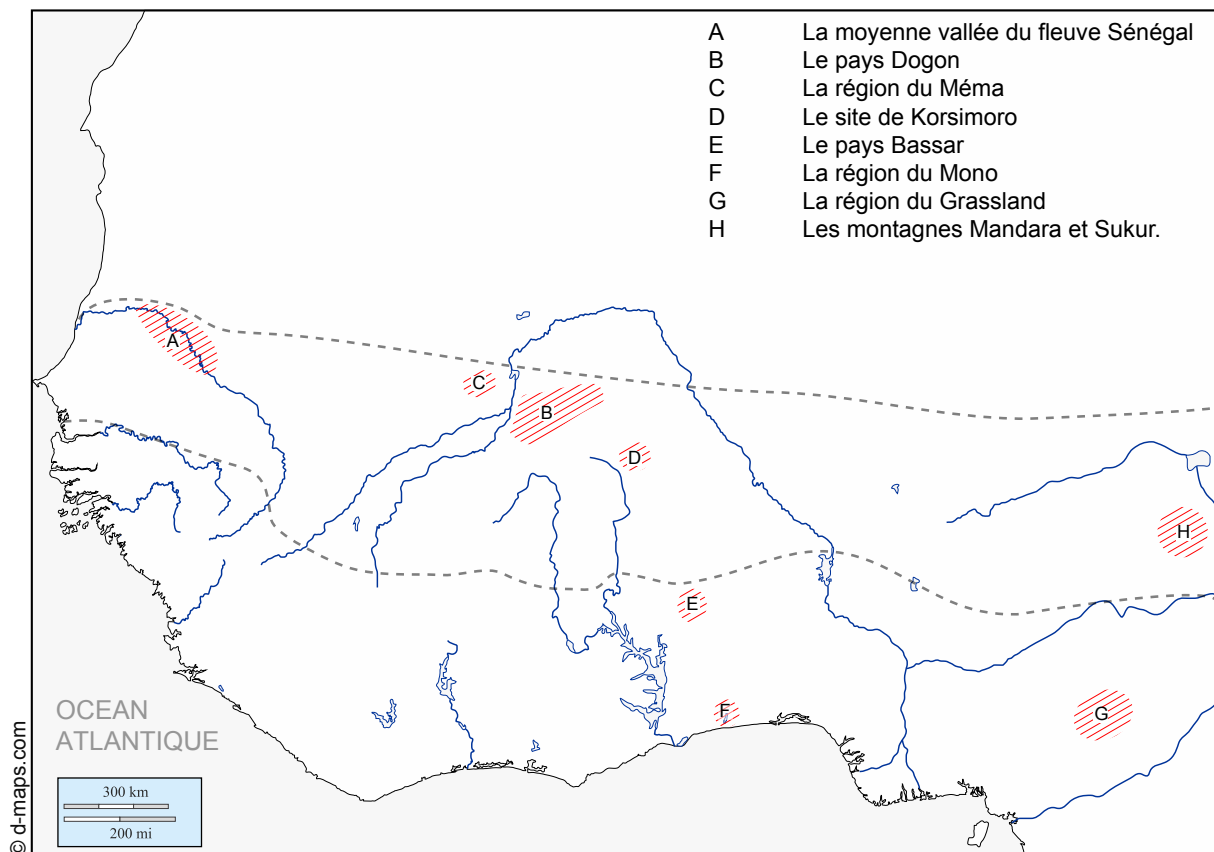 A La moyenne vallée du fleuve Sénégal
B Le pays Dogon
C La région du Méma
D Le site de Korsimoro
E Le pays Bassar
F La région du Mono
G La région du Grassland
H Les montagnes Mandara et Sukur.
A
C
B
D
H
E
F
G
OCEAN
ATLANTIQUE
300 km
200 mi
© d-maps.com